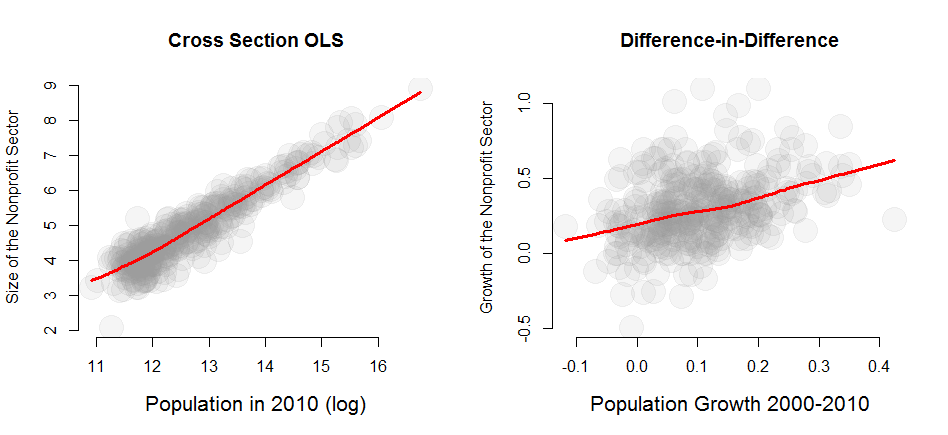 Cross Section OLS
Size of the Nonprofit Sector
9
8
7
6
5
4
3
2
11 12 13 14 15 16
Population in 2010 (log)
Difference-in-Difference
Growth of the Nonprofit Sector
1.0
0.5
0.0
-0.5
-0.1 0.0 0.1 0.2 0.3 0.4
Population Growth 2000-2010